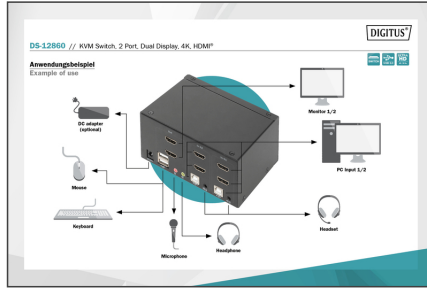 DIGITUS®
DS-12860 // KVM Switch, 2 Port, Dual Display, 4K, HDMI®
Anwendungsbeispiel
Example of use
Monitor 1/2
DC adapter
(optional)
PC Input 1/2
Mouse
Keyboard
Microphone
Headphone
Headset